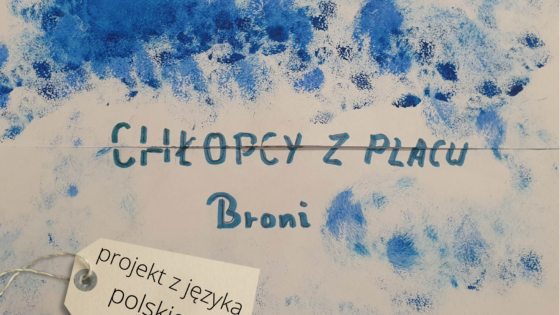 CHŁOPCY Z PLACU
Broni
projekt z języka